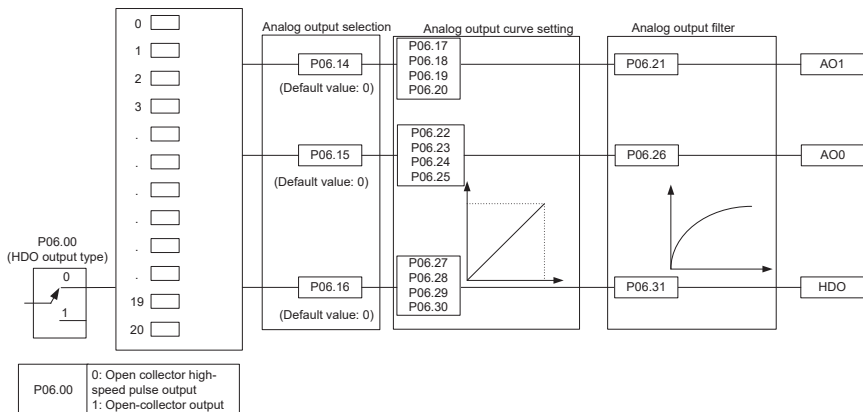 Analog output selection
Analog output curve setting
Analog output filter
0
1
2
3
.
.
.
.
.
.
19
20
P06.14
(Default value: 0)
P06.17
P06.18
P06.19
P06.20
P06.21
AO1
P06.15
(Default value: 0)
P06.22
P06.23
P06.24
P06.25
P06.26
AO0
P06.16
(Default value: 0)
P06.27
P06.28
P06.29
P06.30
P06.31
HDO
P06.00
(HDO output type)
0
1
P06.00
0: Open collector high-
speed pulse output
1: Open-collector output